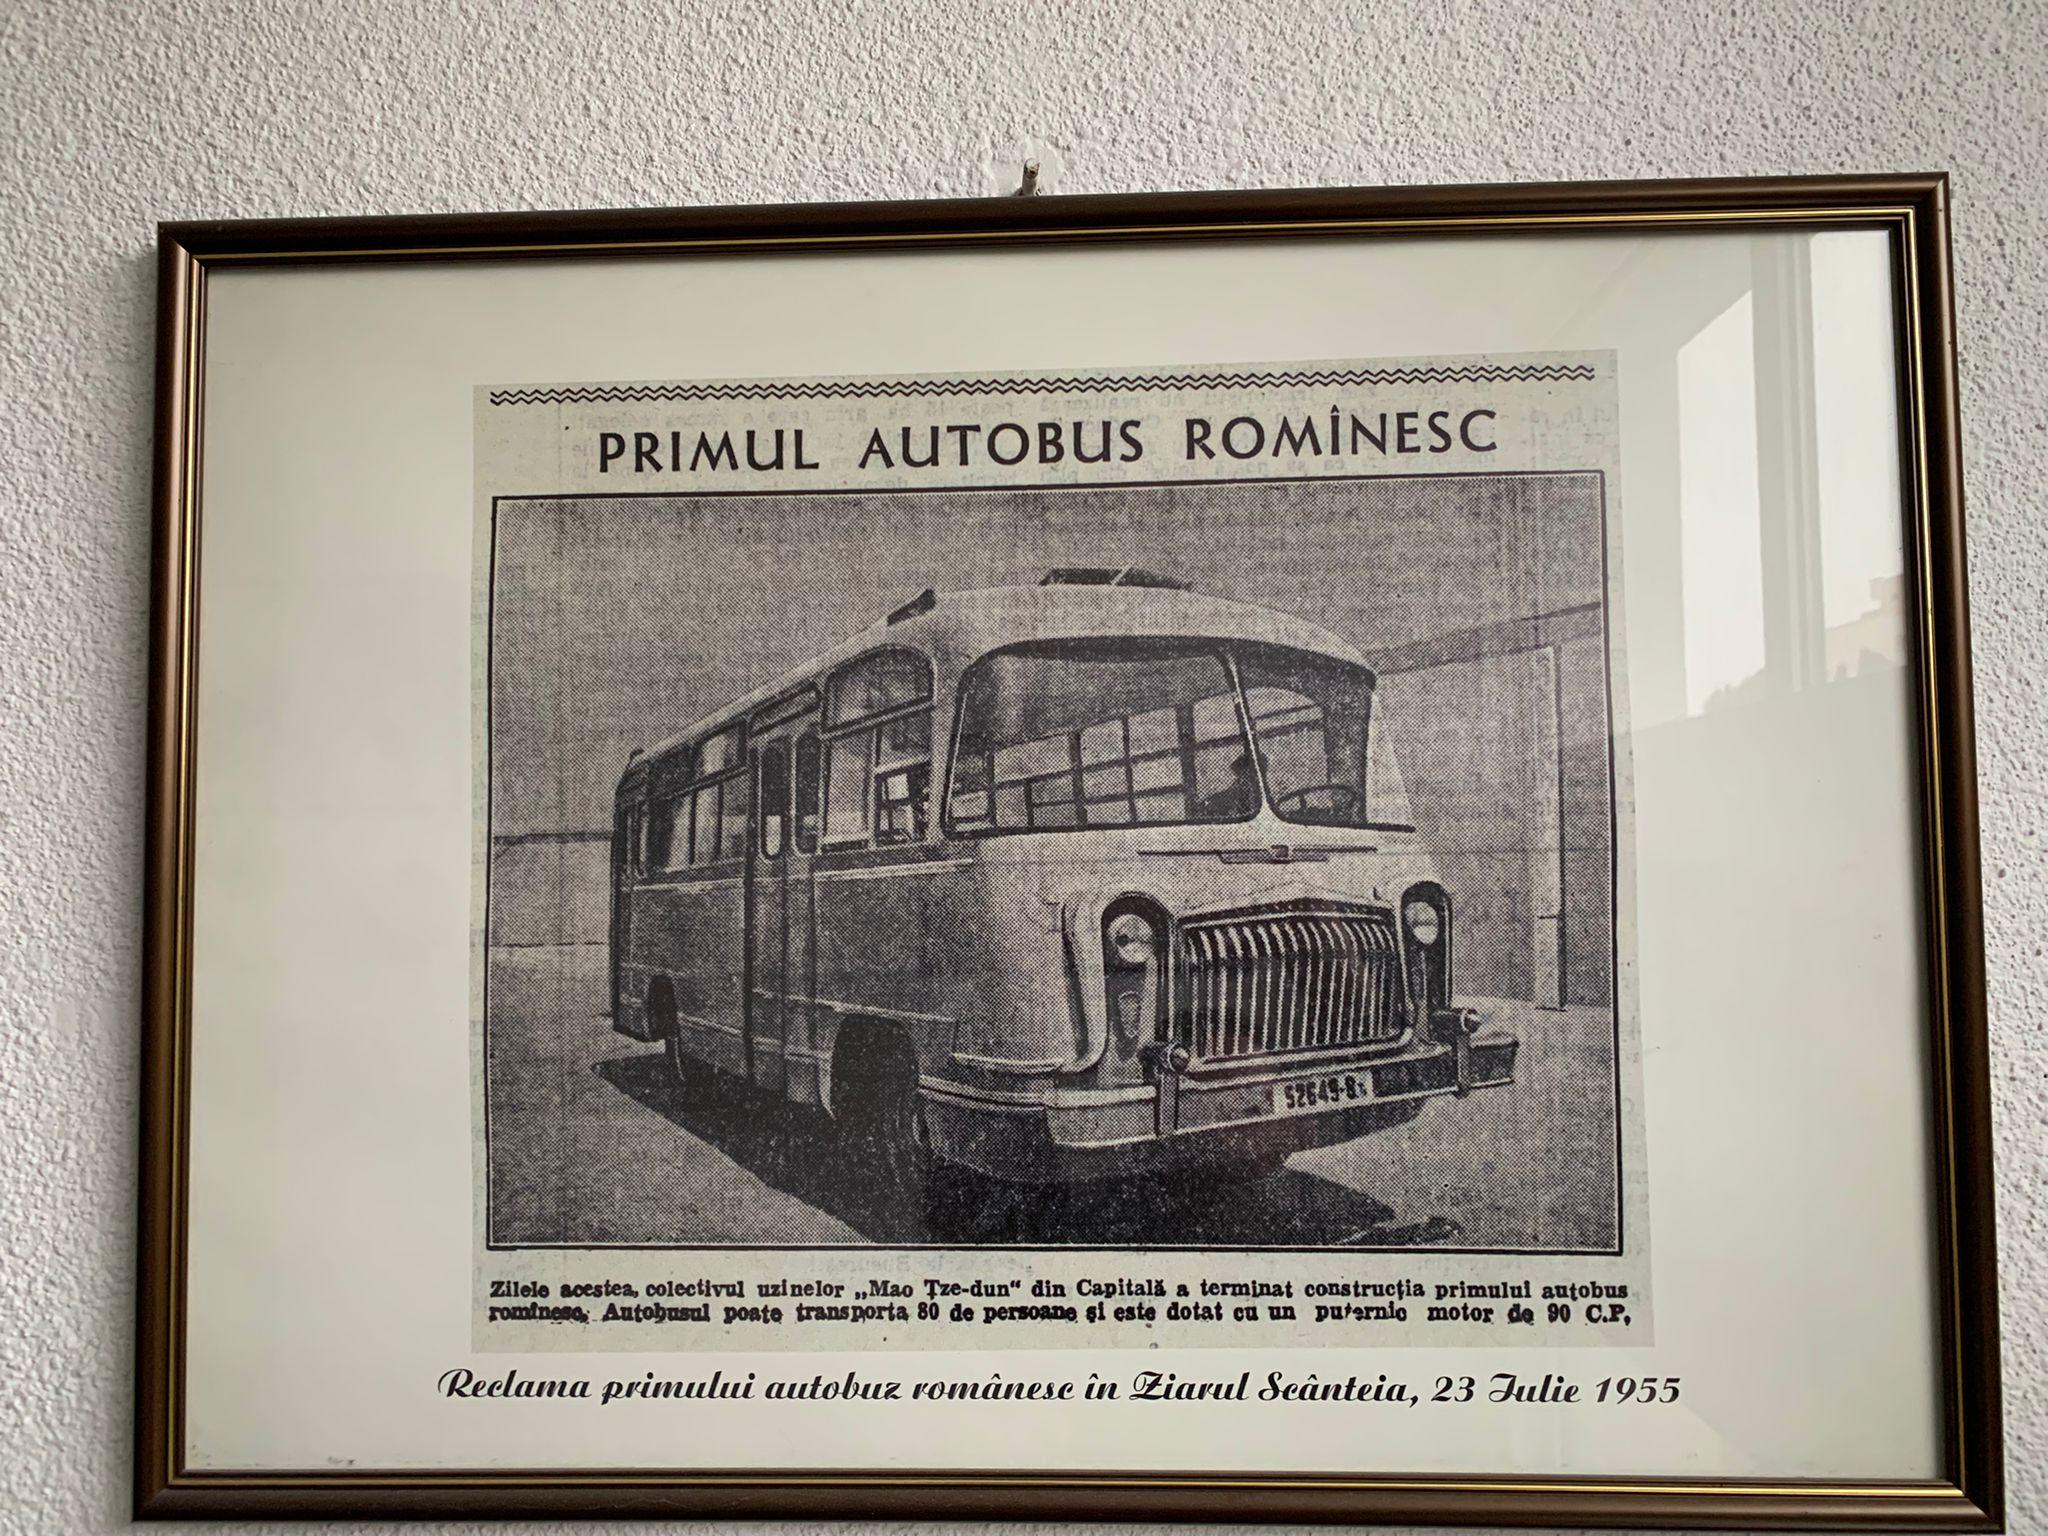 PRIMUL AUTOBUS ROMÎNESC
S2649-B
Zilele acestea, colectivul uzinelor „Mao Țze-dun“ din Capitală a terminat construcția primului autobus
romînesc. Autobusul poate transporta 80 de persoane și este dotat cu un puternic motor de 90 C.P.
Reclama primului autobuz românesc în Ziarul Scânteia, 23 Iulie 1955